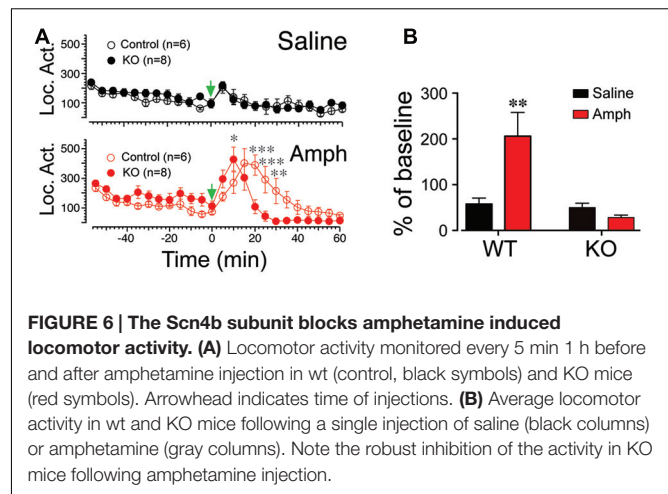 A
B
Saline
Loc. Act.
500
300
100
Control (n=6)
KO (n=8)
Amph
Loc. Act.
500
300
100
Control (n=6)
KO (n=8)
*
***
***
***
**
-40
-20
0
20
40
60
Time (min)
% of baseline
300
200
100
0
Saline
Amph
**
WT
KO
FIGURE 6 | The Scn4b subunit blocks amphetamine induced
locomotor activity. (A) Locomotor activity monitored every 5 min 1 h before
and after amphetamine injection in wt (control, black symbols) and KO mice
(red symbols). Arrowhead indicates time of injections. (B) Average locomotor
activity in wt and KO mice following a single injection of saline (black columns)
or amphetamine (gray columns). Note the robust inhibition of the activity in KO
mice following amphetamine injection.